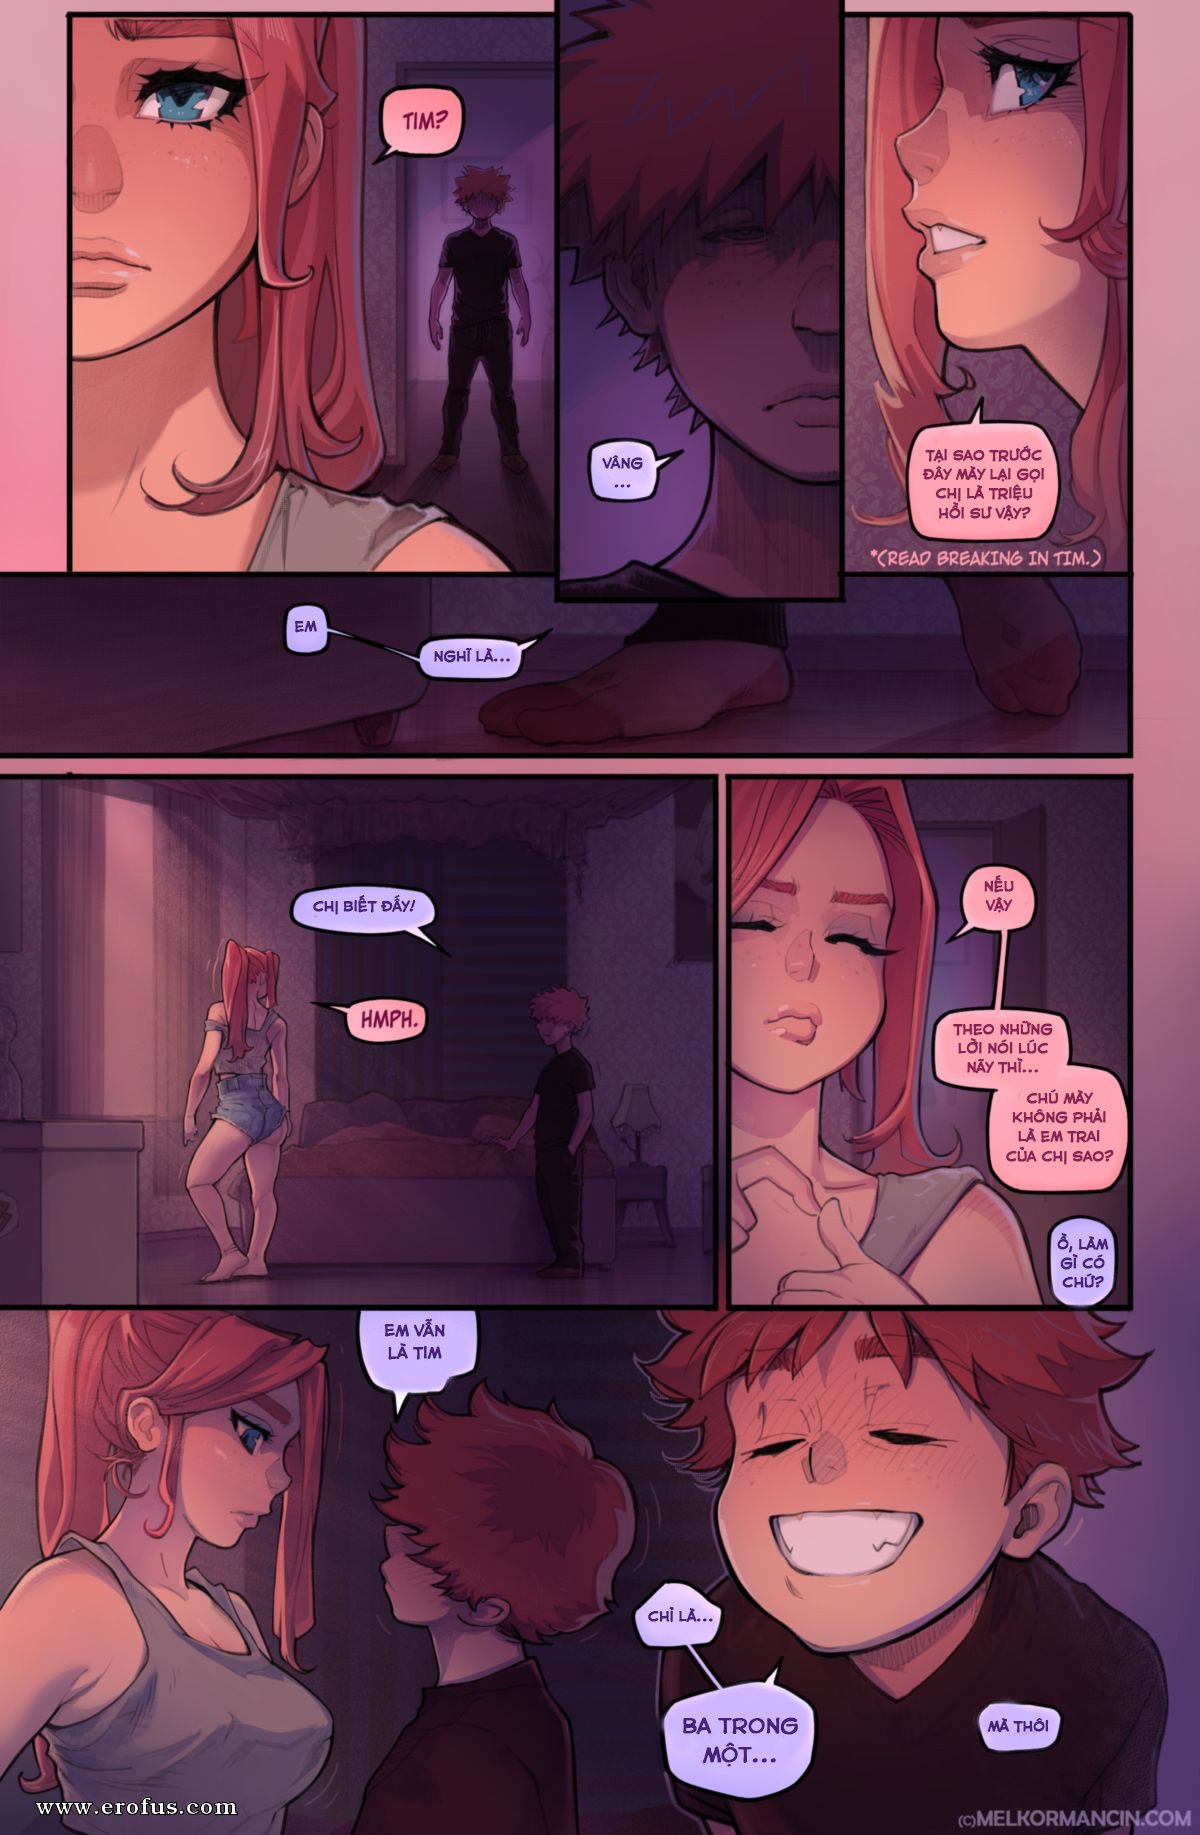 TIM?
VÂNG
...
TẠI SAO TRƯỚC
ĐÂY MÀY LẠI GỌI
CHỊ LÀ TRIỆU
HỒI SƯ VẬY?
*(READ BREAKING IN TIM.)
EM
NGHĨ LÀ...
CHỊ BIẾT ĐẤY!
HMPH.
NẾU
VẬY
THEO NHỮNG
LỜI NÓI LÚC
NÃY THÌ...
CHÚ MÀY
KHÔNG PHẢI
LÀ EM TRAI
CỦA CHỊ SAO?
Ồ, LÀM
GÌ CÓ
CHỨ?
EM VẪN
LÀ TIM
CHỈ LÀ...
BA TRONG
MỘT...
MÀ THÔI
www.erofus.com
(C)MELKORMANCIN.COM